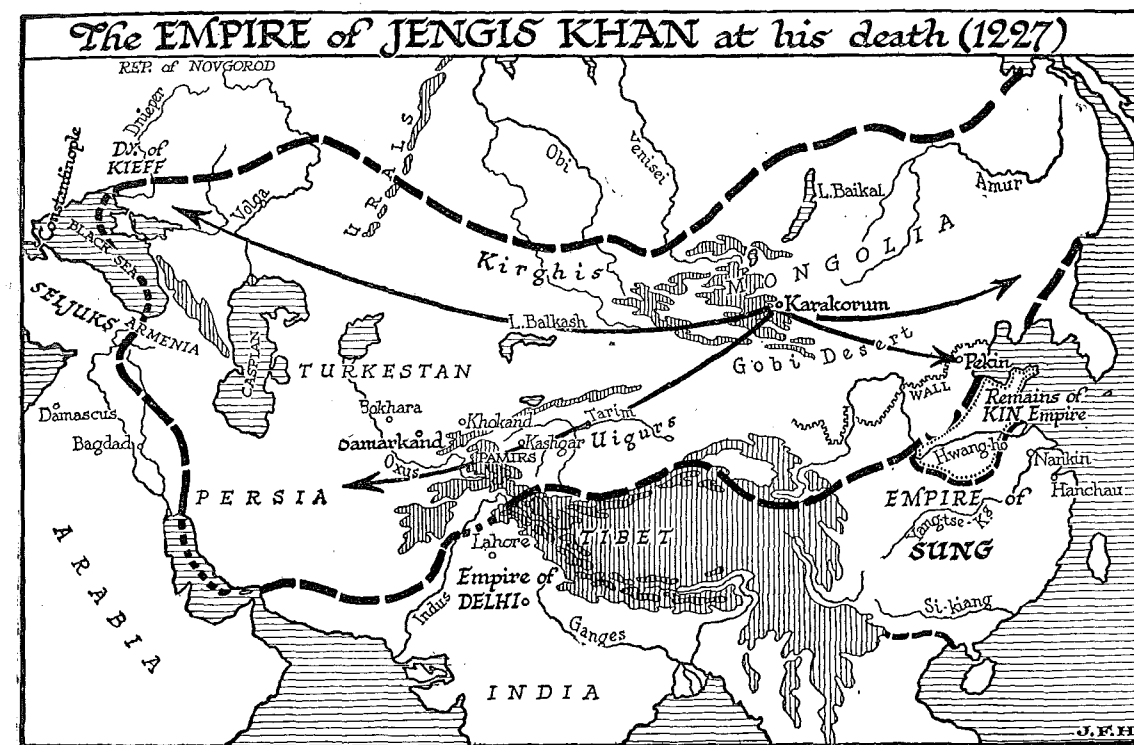 The EMPIRE of JENGIS KHAN at his death (1227)
REP. of NOVGOROD
Dnieper
DY. of
KIEFF
Constantinople
Volga
URALS
Obi
Yenisei
L. Baikal
Amur
BLACK SEA
Kirghis
MONGOLIA
Karakorum
SELJUKS
ARMENIA
CASPIAN
L. Balkash
Gobi Desert
Pekin
WALL
TURKESTAN
Remains of
KIN Empire
Damascus
Bagdad
Bokhara
Khokand
Samarkand
Kashgar
Tarim
Uigurs
Oxus
PAMIRS
Hwang-ho
Nankin
Hanchau
PERSIA
EMPIRE of
SUNG
Yangtse-Kg
ARABIA
Lahore
TIBET
Empire of
DELHI
Indus
Ganges
Si-kiang
INDIA
J.F.H